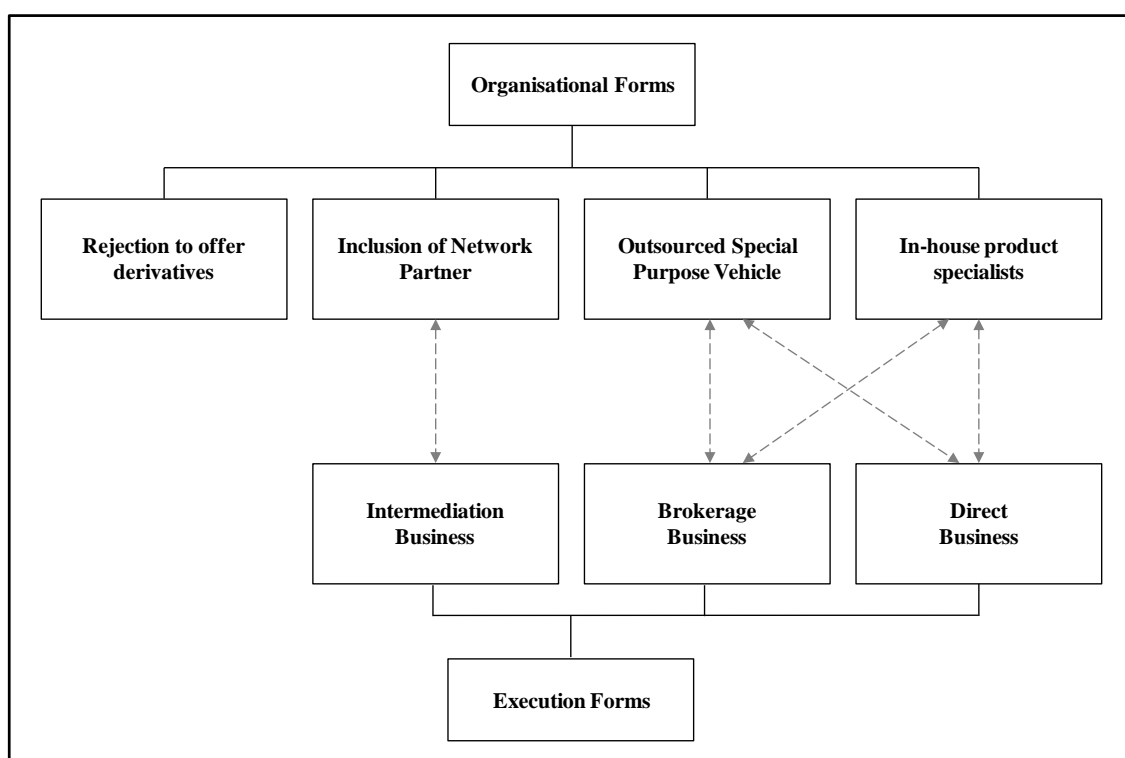 Organisational Forms
Rejection to offer
derivatives
Inclusion of Network
Partner
Outsourced Special
Purpose Vehicle
In-house product
specialists
Intermediation
Business
Brokerage
Business
Direct
Business
Execution Forms